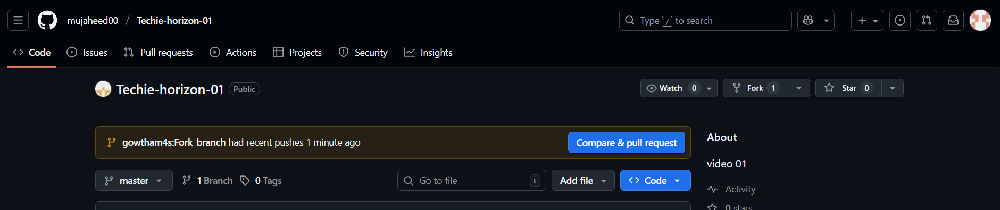 mujaheed00 / Techie-horizon-01
Type / to search
Code Issues Pull requests Actions Projects Security Insights
Techie-horizon-01 Public
Watch 0 Fork 1 Star 0
gowtham4s:Fork_branch had recent pushes 1 minute ago
Compare & pull request
master 1 Branch 0 Tags
Go to file t
Add file
Code
About
video 01
Activity
0 stars